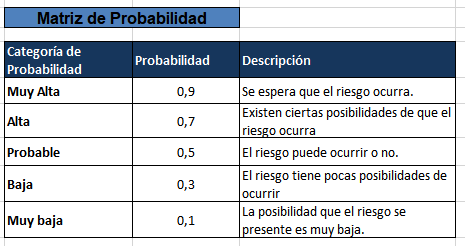 Matriz de Probabilidad
Categoría de
Probabilidad
Probabilidad
Descripción
Muy Alta
0,9
Se espera que el riesgo ocurra.
Alta
0,7
Existen ciertas posibilidades de que el
riesgo ocurra
Probable
0,5
El riesgo puede ocurrir o no.
Baja
0,3
El riesgo tiene pocas posibilidades de
ocurrir
Muy baja
0,1
La posibilidad que el riesgo se
presente es muy baja.